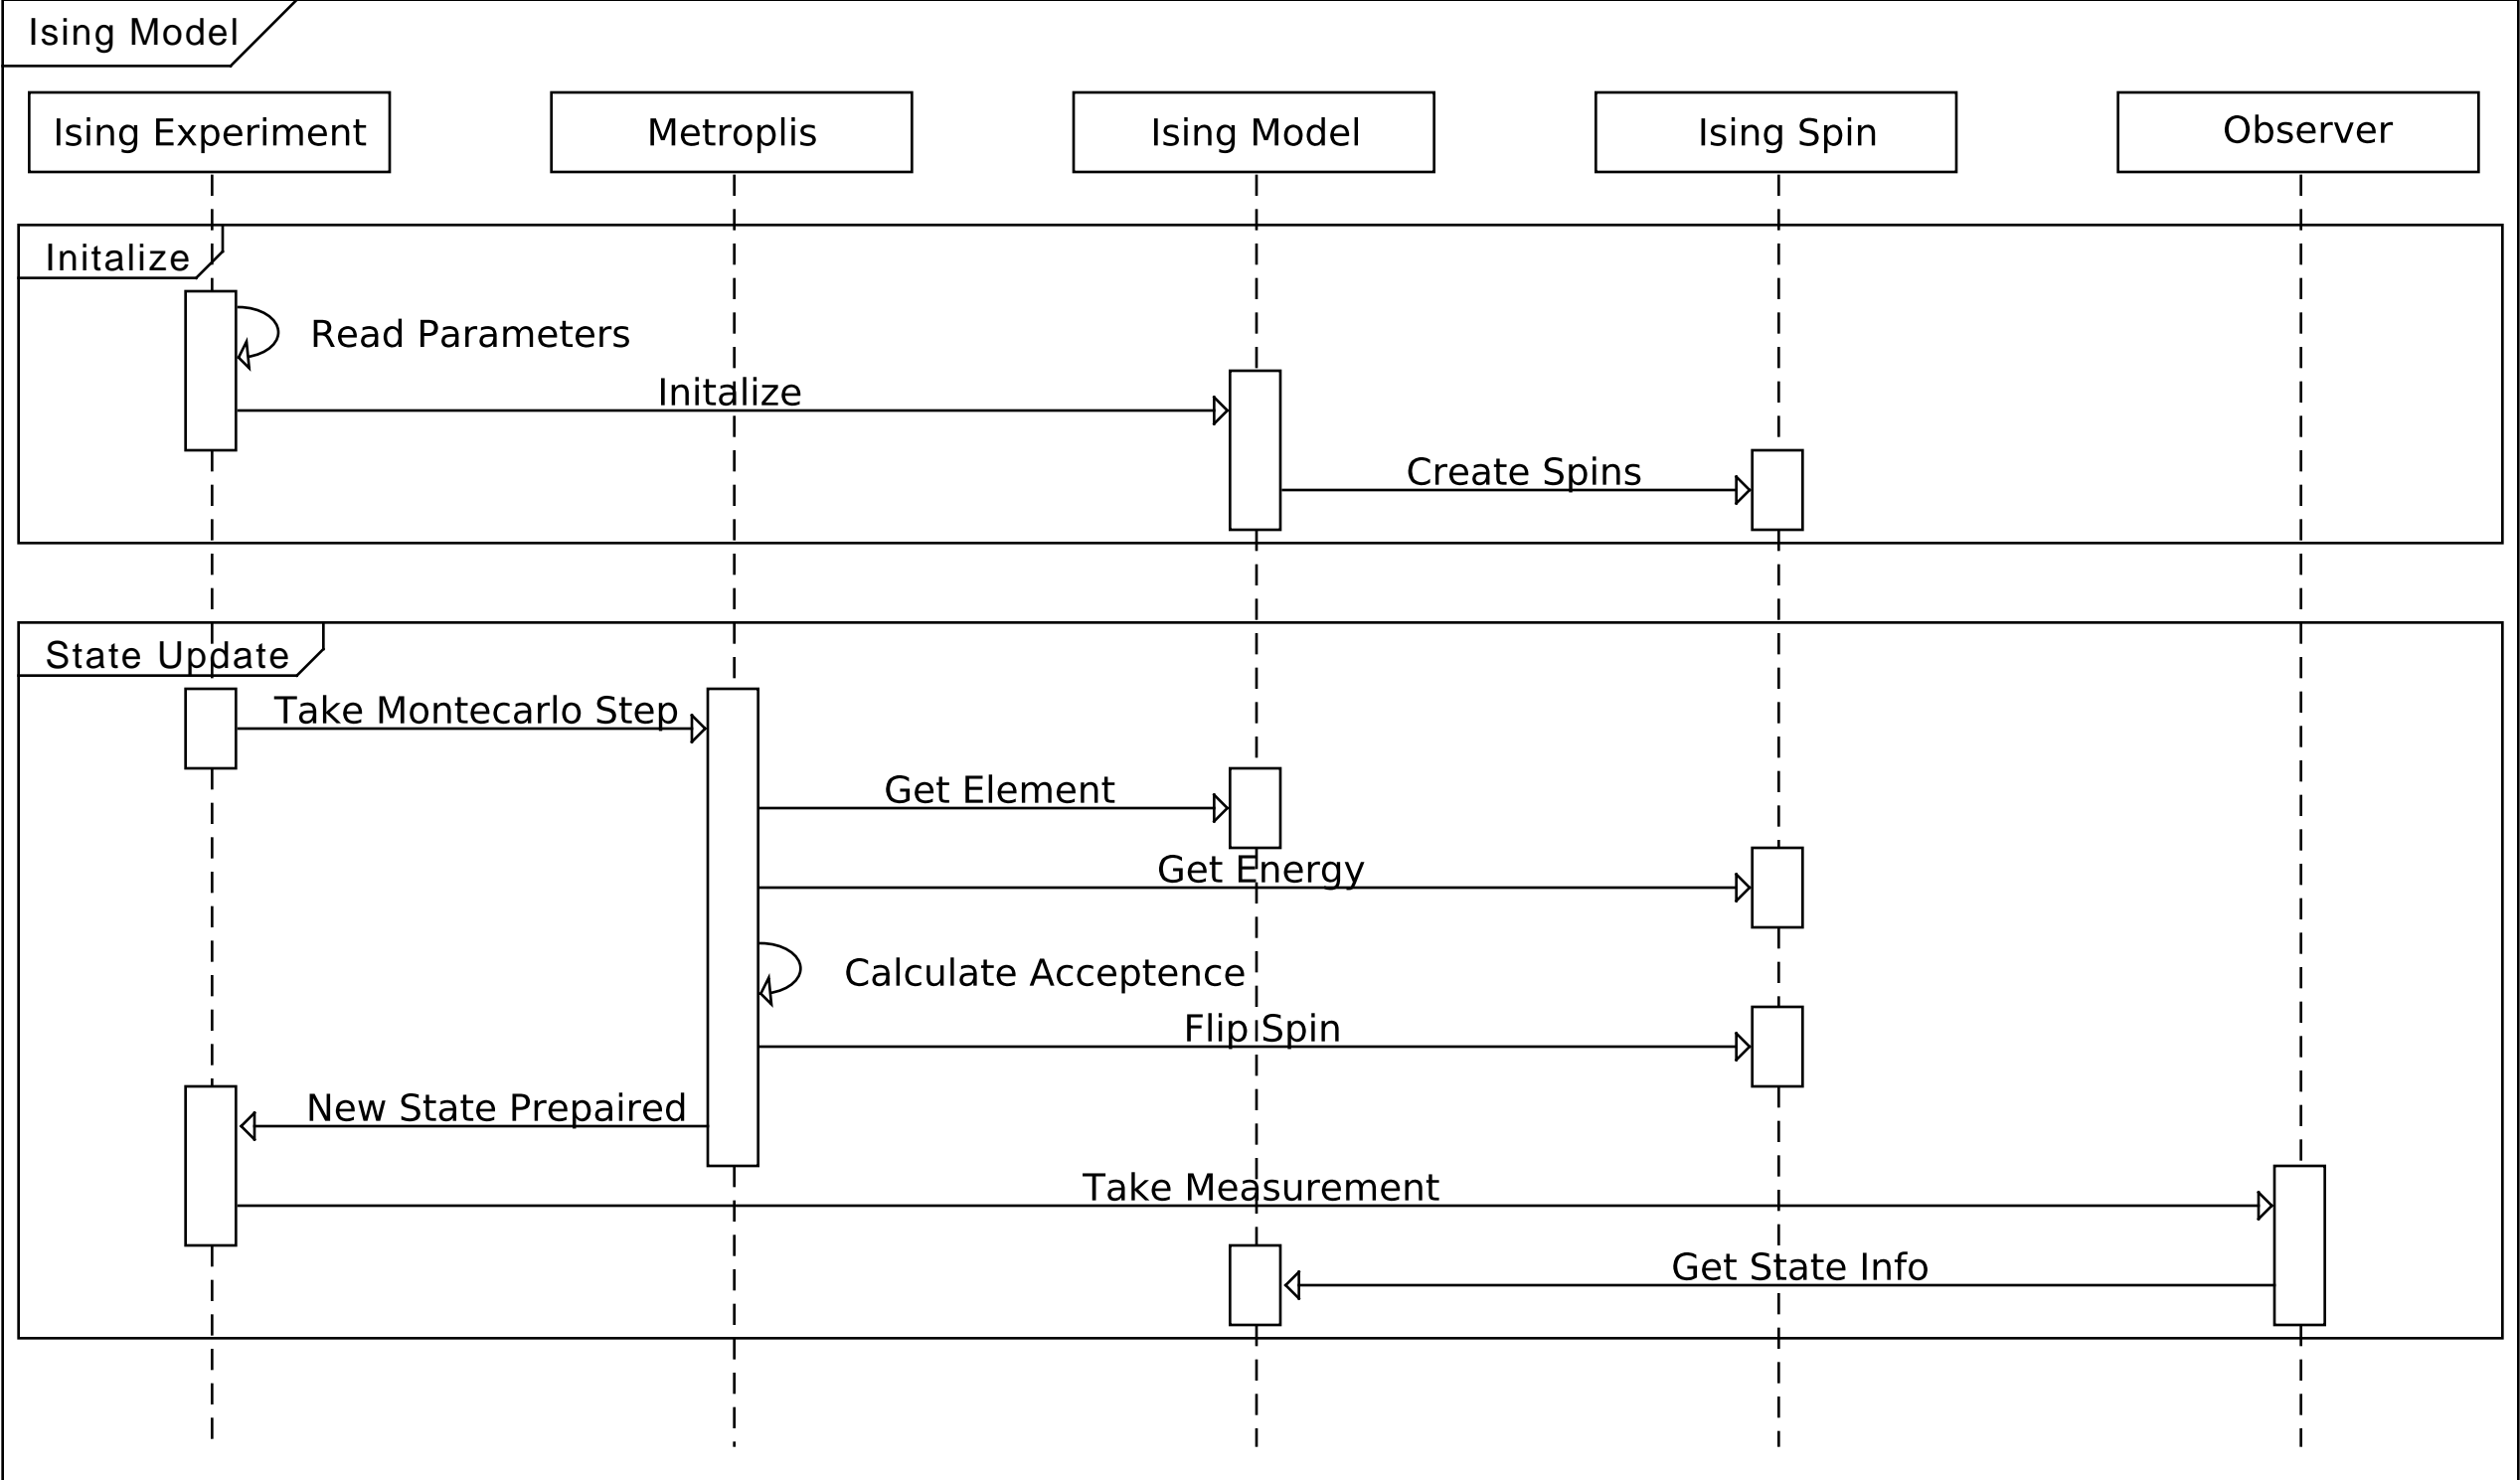 Ising Model
Ising Experiment
Metroplis
Ising Model
Ising Spin
Observer
Initalize
Read Parameters
Initalize
Create Spins
State Update
Take Montecarlo Step
Get Element
Get Energy
Calculate Acceptence
Flip Spin
New State Prepaired
Take Measurement
Get State Info